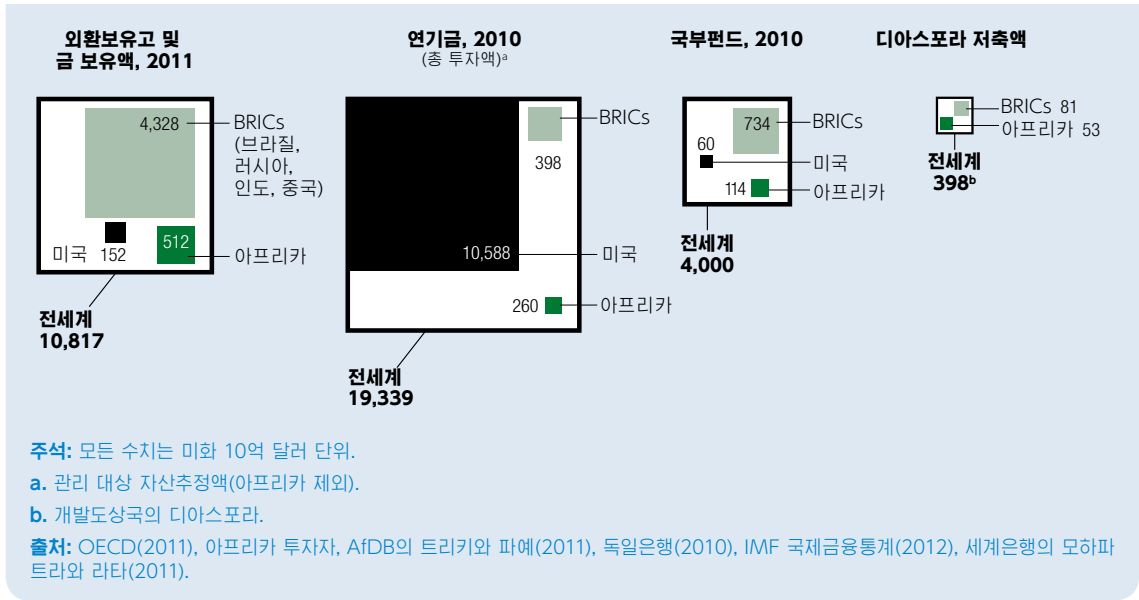 외환보유고 및
금 보유액, 2011
4,328
BRICs
(브라질,
러시아,
인도, 중국)
미국 152
512
아프리카
전세계
10,817
연기금, 2010
(총 투자액)ᵃ
BRICs
398
10,588
미국
260
아프리카
전세계
19,339
국부펀드, 2010
734
BRICs
60
미국
114
아프리카
전세계
4,000
디아스포라 저축액
BRICs 81
아프리카 53
전세계
398ᵇ
주석: 모든 수치는 미화 10억 달러 단위.
a. 관리 대상 자산추정액(아프리카 제외).
b. 개발도상국의 디아스포라.
출처: OECD(2011), 아프리카 투자자, AfDB의 트리키와 파예(2011), 독일은행(2010), IMF 국제금융통계(2012), 세계은행의 모하파
트라와 라타(2011).